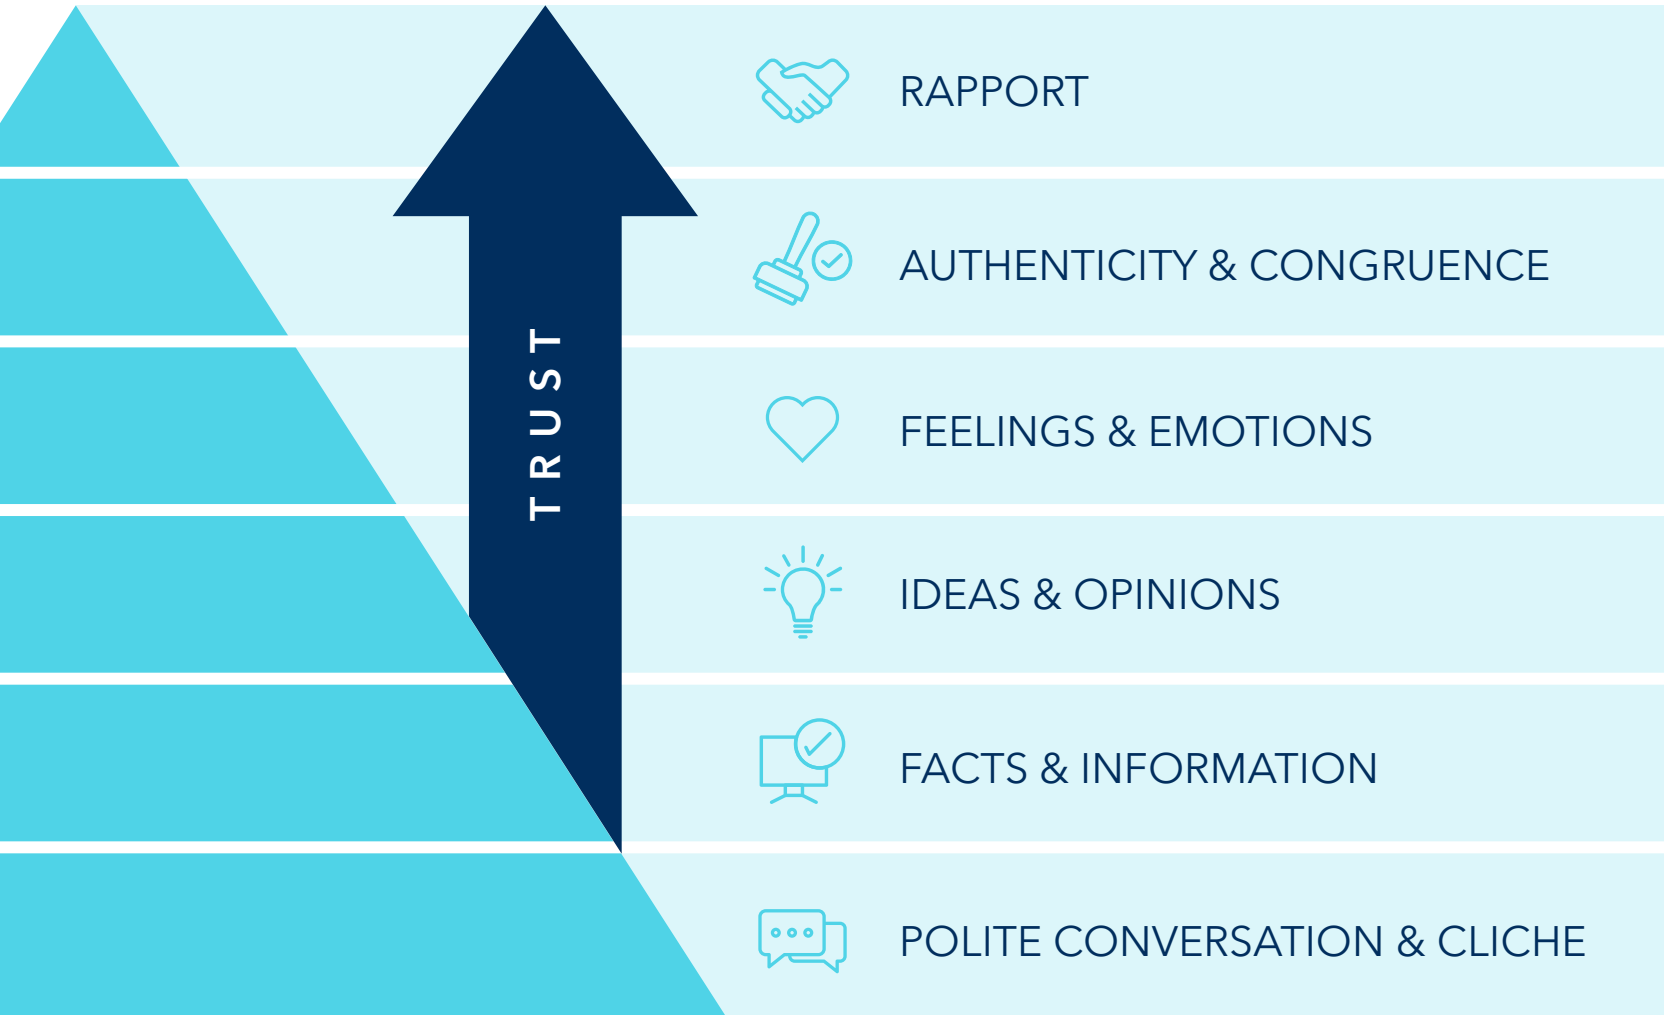 RAPPORT
AUTHENTICITY & CONGRUENCE
TRUST
FEELINGS & EMOTIONS
IDEAS & OPINIONS
FACTS & INFORMATION
POLITE CONVERSATION & CLICHE